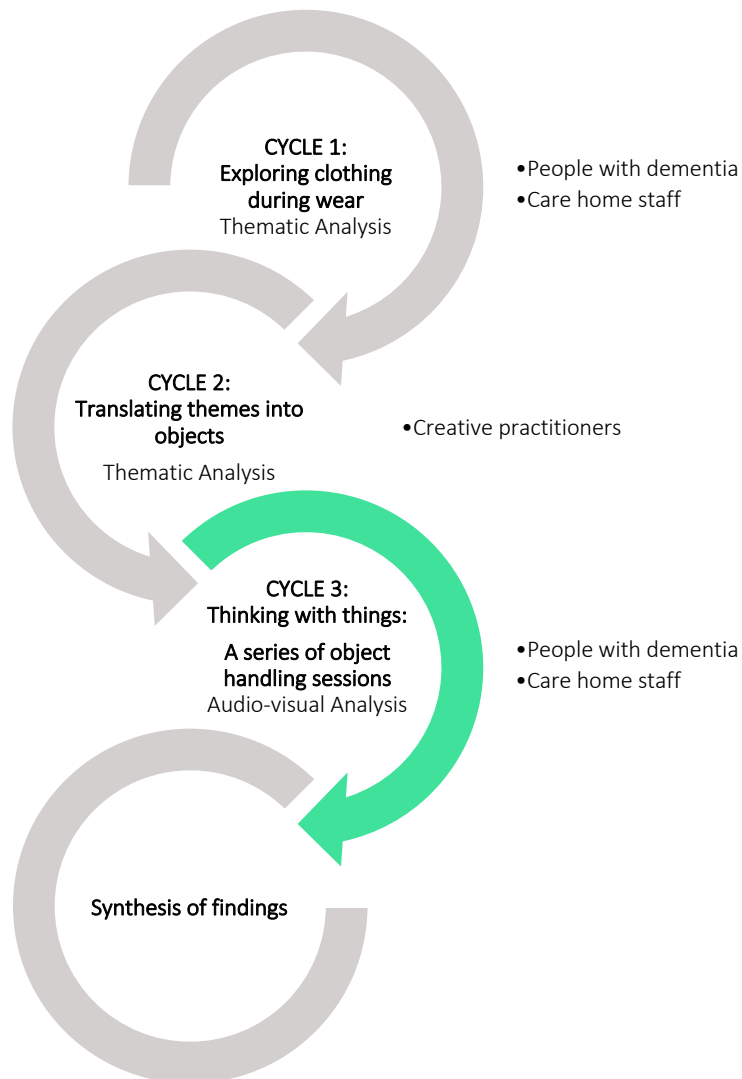 CYCLE 1:
Exploring clothing
during wear
Thematic Analysis
•People with dementia
•Care home staff
CYCLE 2:
Translating themes into
objects
Thematic Analysis
•Creative practitioners
CYCLE 3:
Thinking with things:
A series of object
handling sessions
Audio-visual Analysis
•People with dementia
•Care home staff
Synthesis of findings